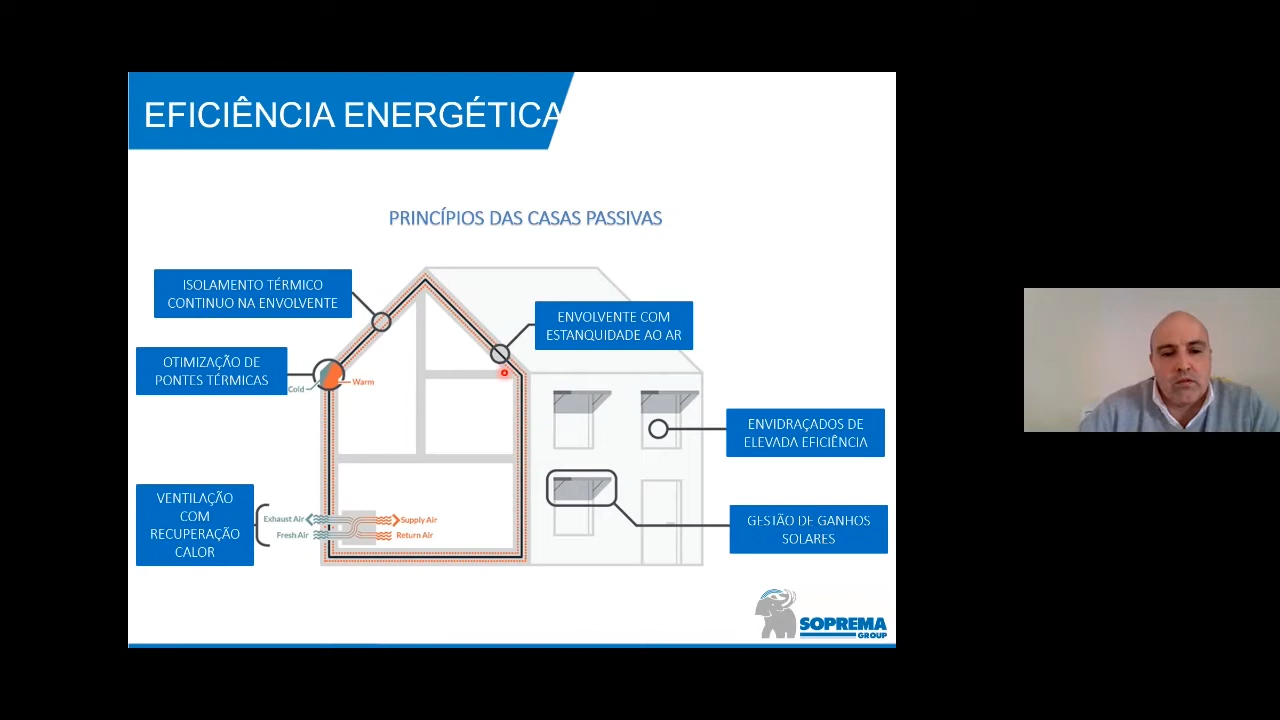 EFICIÊNCIA ENERGÉTICA
PRINCÍPIOS DAS CASAS PASSIVAS
ISOLAMENTO TÉRMICO
CONTINUO NA ENVOLVENTE
ENVOLVENTE COM
ESTANQUIDADE AO AR
OTIMIZAÇÃO DE
PONTES TÉRMICAS
Cold
Warm
ENVIDRAÇADOS DE
ELEVADA EFICIÊNCIA
VENTILAÇÃO
COM
RECUPERAÇÃO
CALOR
Exhaust Air
Supply Air
Fresh Air
Return Air
GESTÃO DE GANHOS
SOLARES
SOPREMA
GROUP